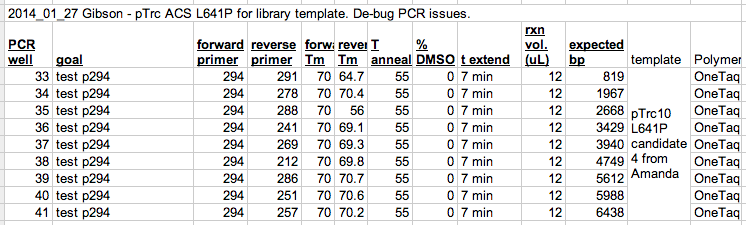 2014_01_27 Gibson - pTrc ACS L641P for library template. De-bug PCR issues.
PCR well goal forward primer reverse primer forw Tm rever Tm T anneal % DMSO t extend rxn vol. (uL) expected bp template Polymer
33 test p294 294 291 70 64.7 55 0 7 min 12 819 OneTaq
34 test p294 294 278 70 70.4 55 0 7 min 12 1967 OneTaq
35 test p294 294 288 70 56 55 0 7 min 12 2668 pTrc10 OneTaq
36 test p294 294 241 70 69.1 55 0 7 min 12 3429 L641P OneTaq
37 test p294 294 269 70 69.3 55 0 7 min 12 3940 candidate OneTaq
38 test p294 294 212 70 69.8 55 0 7 min 12 4749 4 from OneTaq
39 test p294 294 286 70 70.7 55 0 7 min 12 5612 Amanda OneTaq
40 test p294 294 251 70 70.6 55 0 7 min 12 5988 OneTaq
41 test p294 294 257 70 70.2 55 0 7 min 12 6438 OneTaq